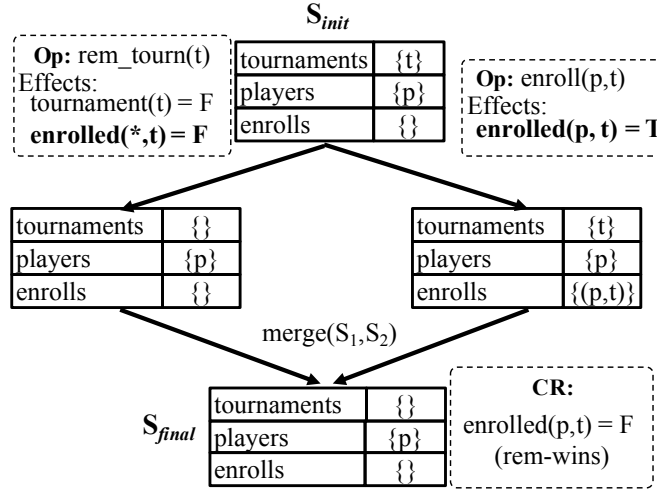 S_init
Op: rem_tourn(t)
Effects:
tournament(t) = F
enrolled(*,t) = F
tournaments {t}
players {p}
enrolls {}
Op: enroll(p,t)
Effects:
enrolled(p, t) = T
tournaments {}
players {p}
enrolls {}
tournaments {t}
players {p}
enrolls {(p,t)}
merge(S₁,S₂)
S_final
tournaments {}
players {p}
enrolls {}
CR:
enrolled(p,t) = F
(rem-wins)